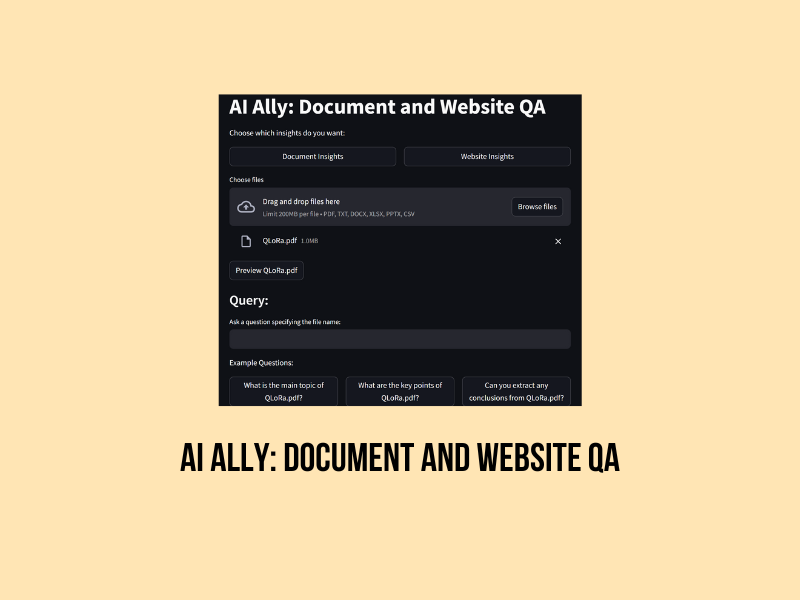 AI Ally: Document and Website QA
Choose which insights do you want:
Document Insights
Website Insights
Choose files
Drag and drop files here
Limit 200MB per file • PDF, TXT, DOCX, XLSX, PPTX, CSV
Browse files
QLoRa.pdf 1.0MB
Preview QLoRa.pdf
Query:
Ask a question specifying the file name:
Example Questions:
What is the main topic of
QLoRa.pdf?
What are the key points of
QLoRa.pdf?
Can you extract any
conclusions from QLoRa.pdf?
AI ALLY: DOCUMENT AND WEBSITE QA